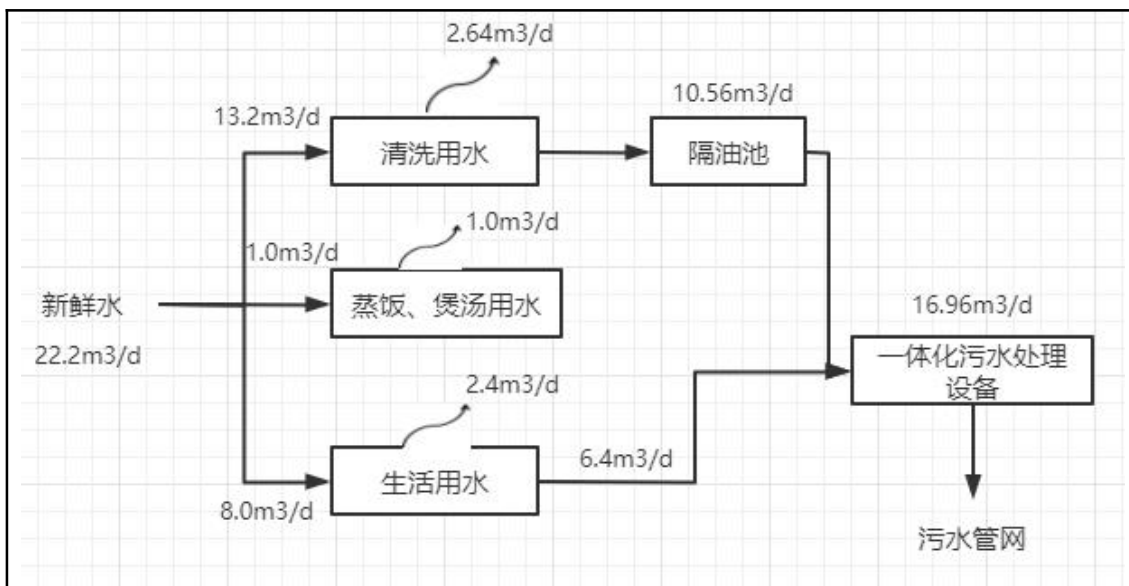 2.64m3/d
13.2m3/d
10.56m3/d
清洗用水
隔油池
1.0m3/d
1.0m3/d
新鲜水
蒸饭、煲汤用水
22.2m3/d
16.96m3/d
一体化污水处理
设备
2.4m3/d
生活用水
6.4m3/d
8.0m3/d
污水管网